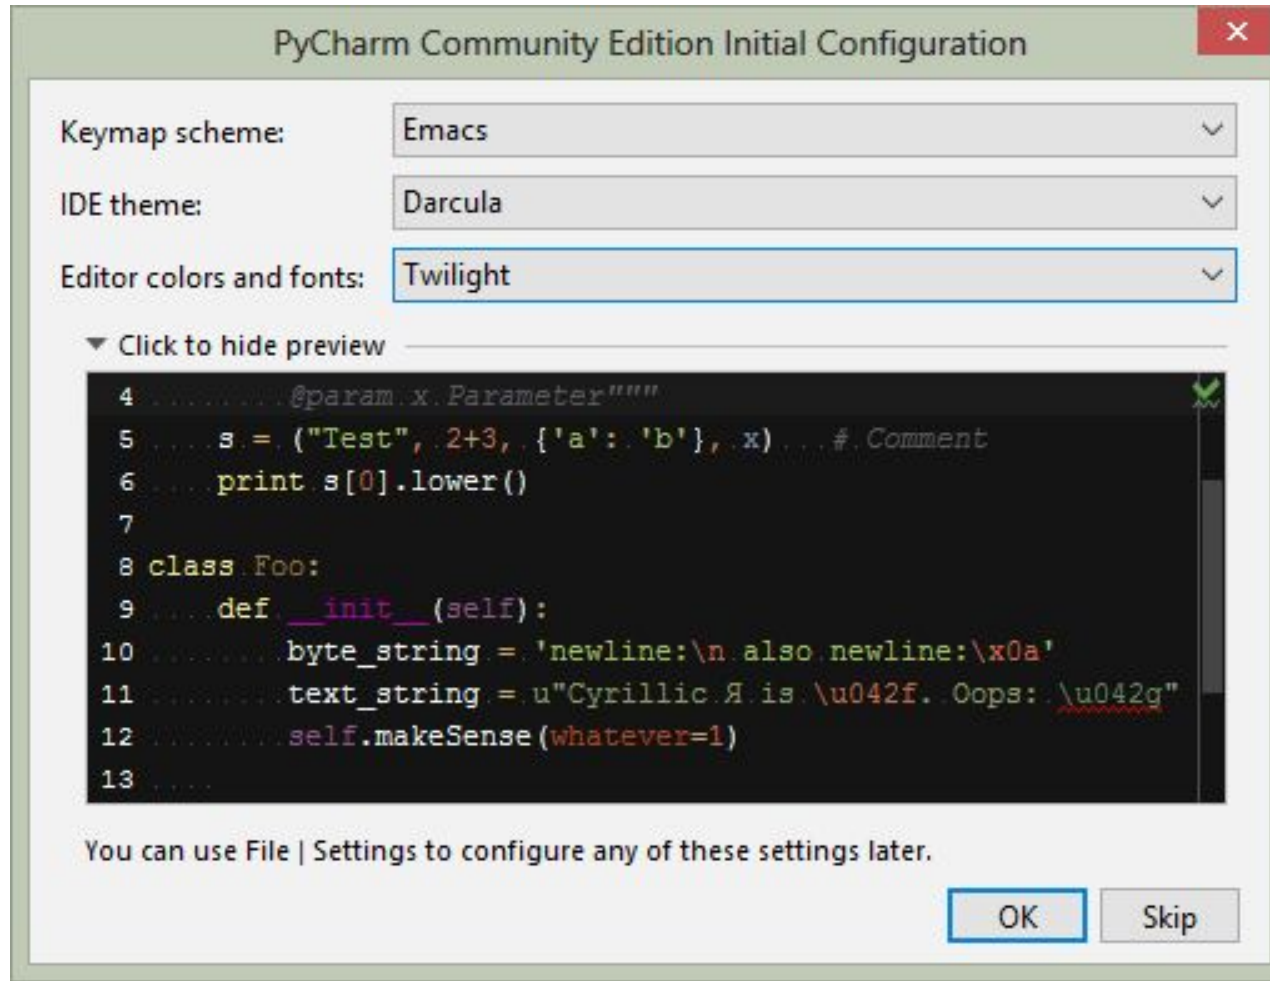 PyCharm Community Edition Initial Configuration
Keymap scheme: Emacs
IDE theme: Darcula
Editor colors and fonts: Twilight
Click to hide preview
4 @param x Parameter"""
5 s = ("Test", 2+3, {'a': 'b'}, x) # Comment
6 print s[0].lower()
7
8 class Foo:
9 def __init__(self):
10 byte_string = 'newline:\n also newline:\x0a'
11 text_string = u"Cyrillic Я is \u042f. Oops: \u042g"
12 self.makeSense(whatever=1)
13
You can use File | Settings to configure any of these settings later.
OK Skip